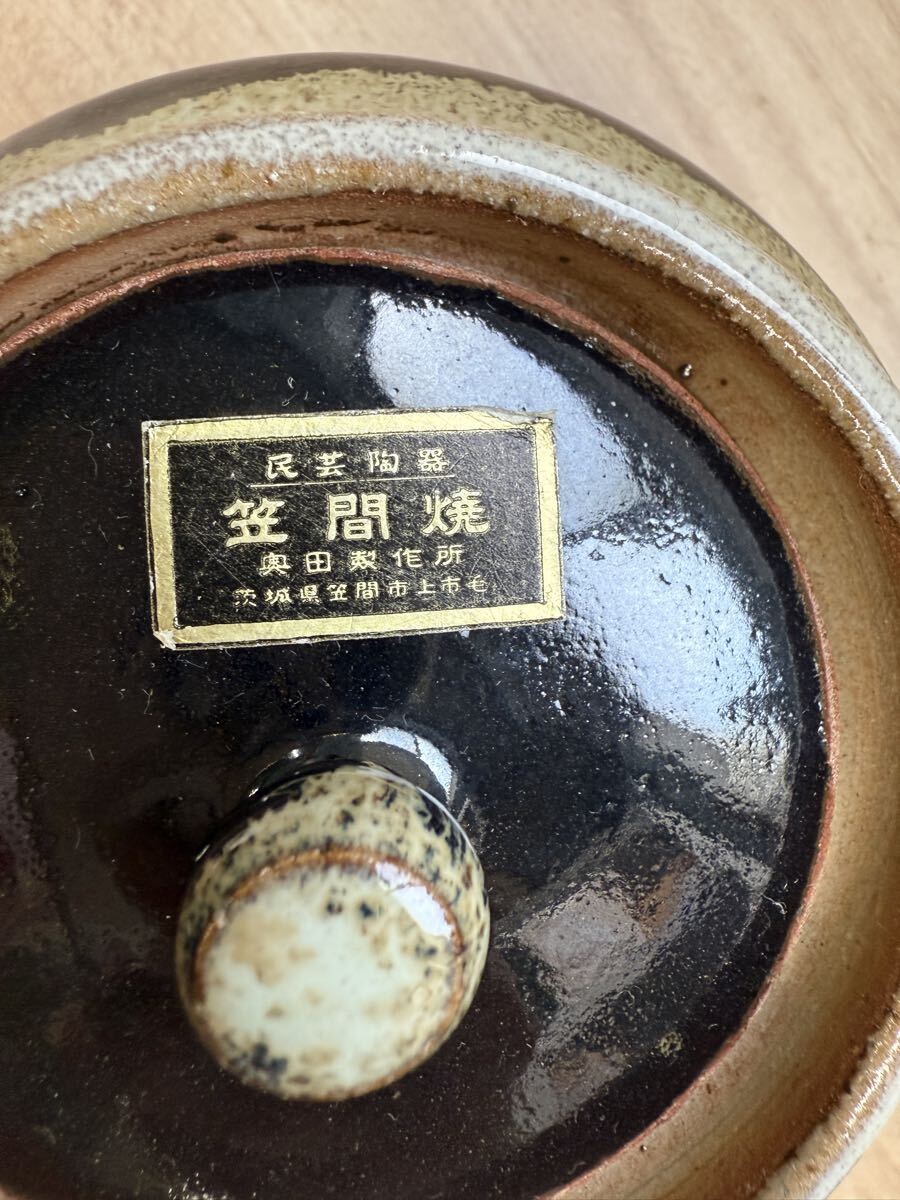 民芸陶器
笠間焼
奥田製作所
茨城県笠間市上市毛